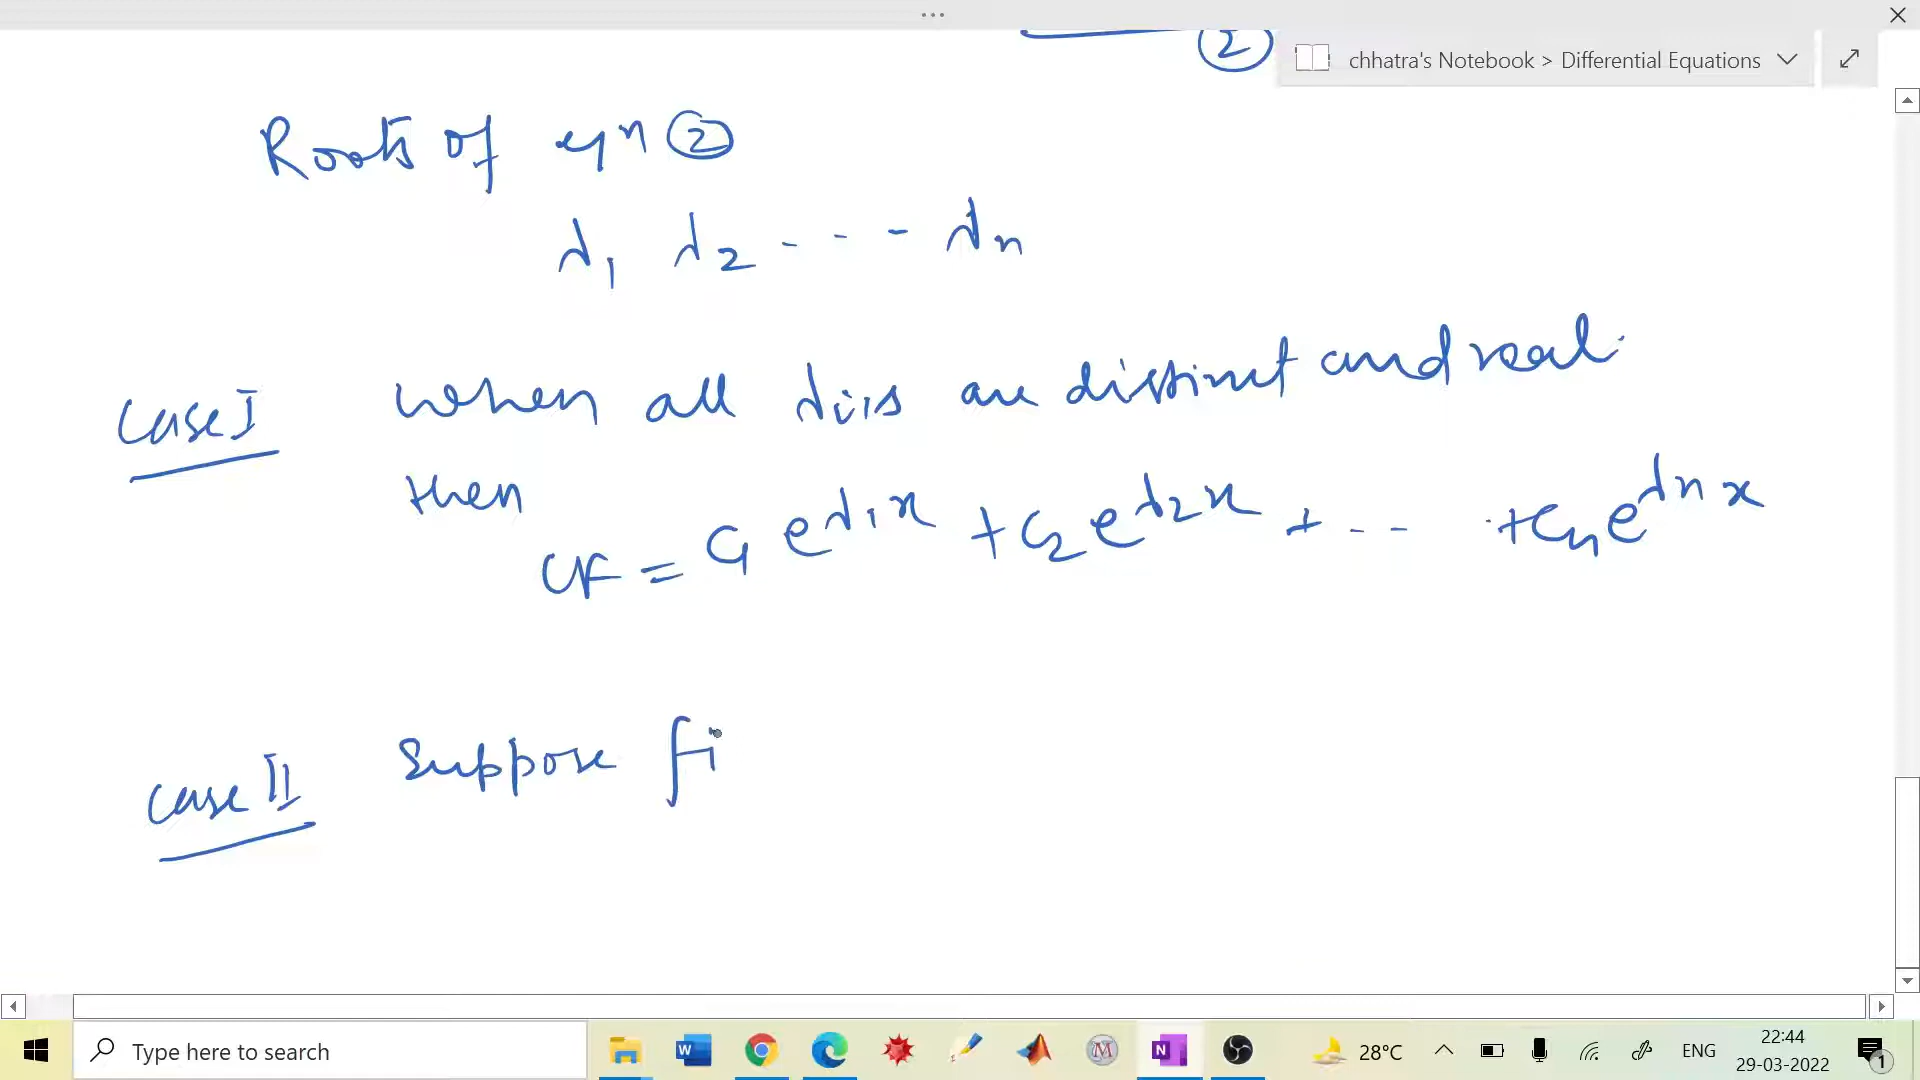 ②
chhatra's Notebook > Differential Equations
Roots of eqⁿ ②
λ₁ λ₂ - - - λₙ
Case I When all λᵢ's are distinct and real.
then
CF = C₁ e^λ₁x + C₂ e^λ₂x + - - +Cₙ e^λₙx
Case II Suppose fi
Type here to search
28°C
ENG
22:44
29-03-2022
1